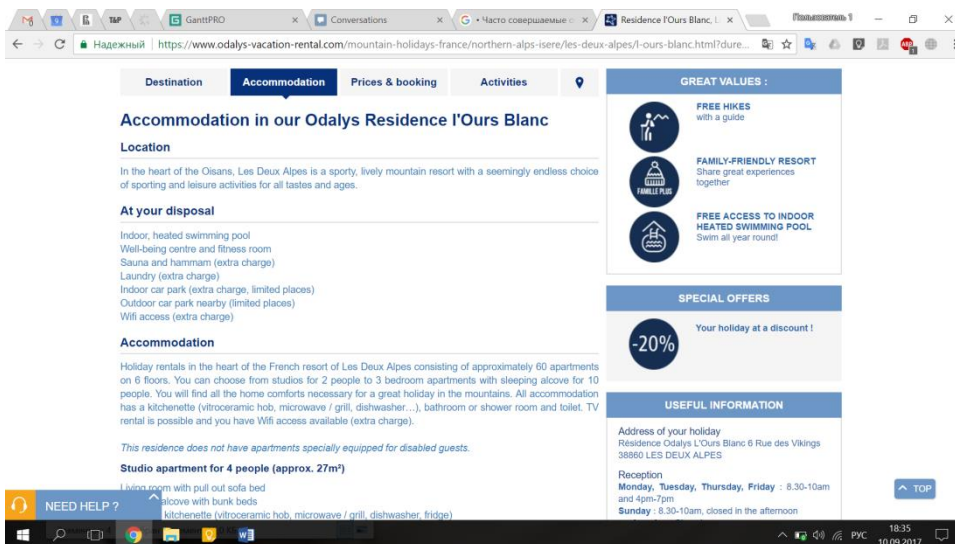 GanttPRO
Conversations
Часто совершаемые о
Residence l'Ours Blanc, L
Надежный https://www.odalys-vacation-rental.com/mountain-holidays-france/northern-alps-isere/les-deux-alpes/l-ours-blanc.html?dure...
Destination Accommodation Prices & booking Activities
Accommodation in our Odalys Residence l'Ours Blanc
Location
In the heart of the Oisans, Les Deux Alpes is a sporty, lively mountain resort with a seemingly endless choice
of sporting and leisure activities for all tastes and ages.
At your disposal
Indoor, heated swimming pool
Well-being centre and fitness room
Sauna and hammam (extra charge)
Laundry (extra charge)
Indoor car park (extra charge, limited places)
Outdoor car park nearby (limited places)
Wifi access (extra charge)
Accommodation
Holiday rentals in the heart of the French resort of Les Deux Alpes consisting of approximately 60 apartments
on 6 floors. You can choose from studios for 2 people to 3 bedroom apartments with sleeping alcove for 10
people. You will find all the home comforts necessary for a great holiday in the mountains. All accommodation
has a kitchenette (vitroceramic hob, microwave / grill, dishwasher…), bathroom or shower room and toilet. TV
rental is possible and you have Wifi access available (extra charge).
This residence does not have apartments specially equipped for disabled guests.
Studio apartment for 4 people (approx. 27m²)
Living room with pull out sofa bed
alcove with bunk beds
kitchenette (vitroceramic hob, microwave / grill, dishwasher, fridge)
NEED HELP ?
GREAT VALUES :
FREE HIKES
with a guide
FAMILLE PLUS
FAMILY-FRIENDLY RESORT
Share great experiences
together
FREE ACCESS TO INDOOR
HEATED SWIMMING POOL
Swim all year round!
SPECIAL OFFERS
-20%
Your holiday at a discount !
USEFUL INFORMATION
Address of your holiday
Résidence Odalys L'Ours Blanc 6 Rue des Vikings
38860 LES DEUX ALPES
Reception
Monday, Tuesday, Thursday, Friday : 8.30-10am
and 4pm-7pm
Sunday : 8.30-10am, closed in the afternoon
TOP
РУС
18:35
10.09.2017